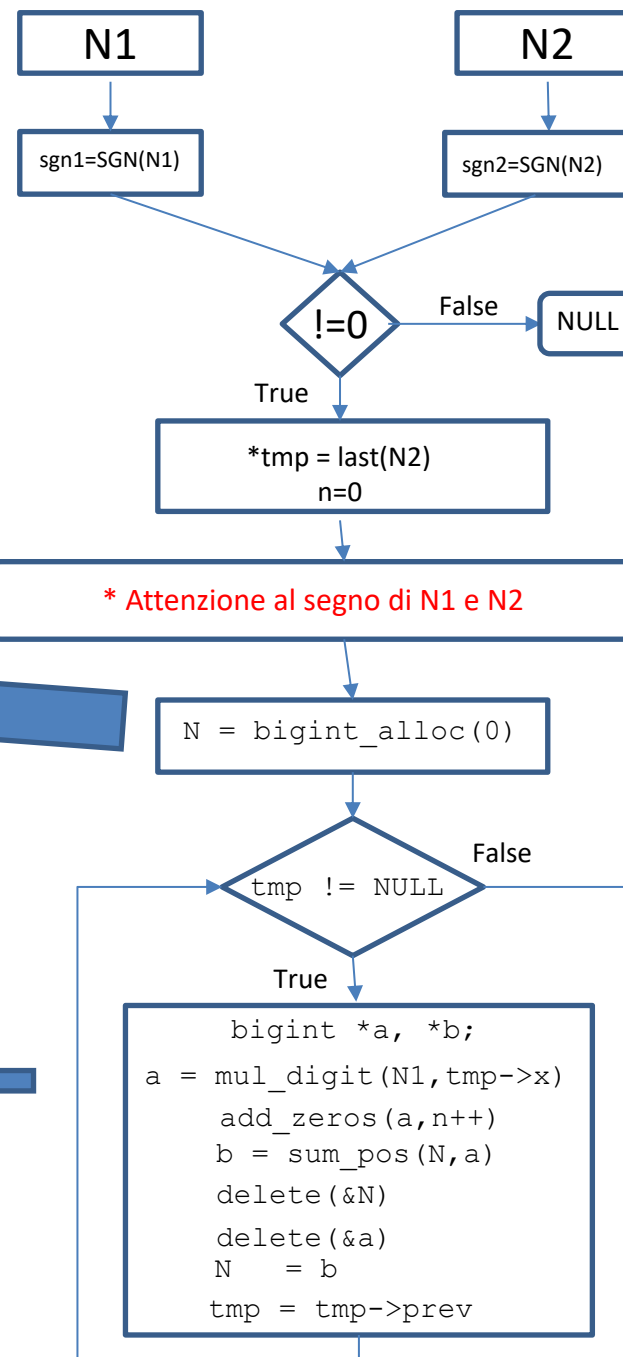 N1
N2
sgn1=SGN(N1)
sgn2=SGN(N2)
!=0
False
NULL
True
*tmp = last(N2)
n=0
* Attenzione al segno di N1 e N2
N = bigint_alloc(0)
tmp != NULL
False
True
bigint *a, *b;
a = mul_digit(N1,tmp->x)
add_zeros(a,n++)
b = sum_pos(N,a)
delete(&N)
delete(&a)
N = b
tmp = tmp->prev